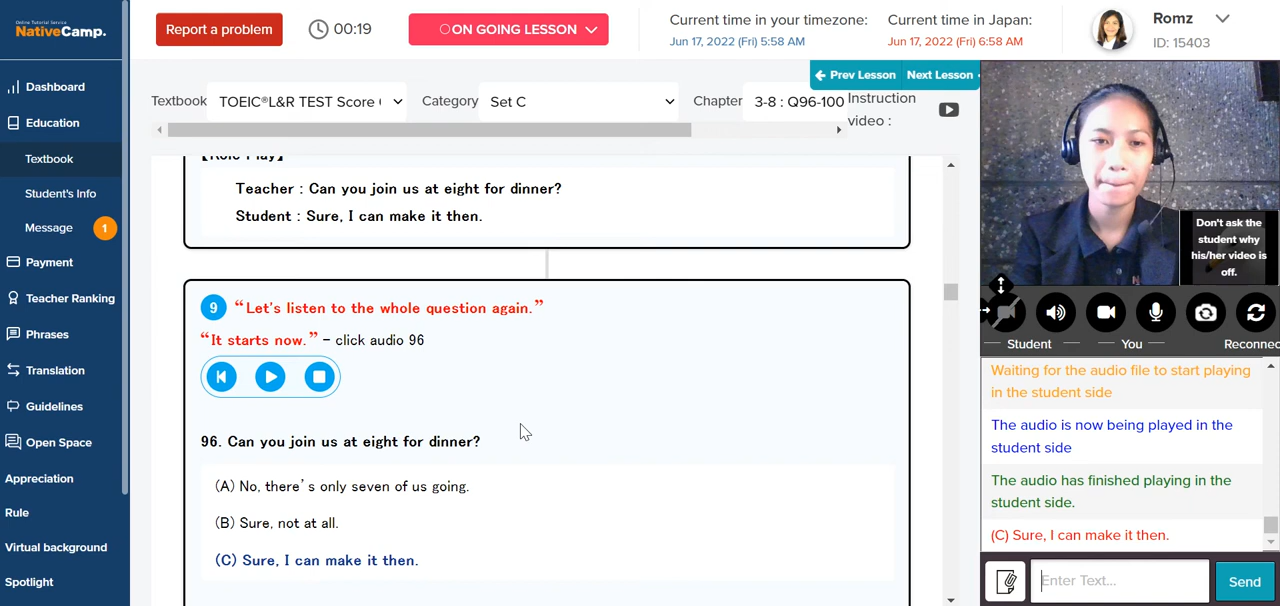 Online Tutorial Service
NativeCamp.
Report a problem
00:19
ON GOING LESSON
Current time in your timezone:
Jun 17, 2022 (Fri) 5:58 AM
Current time in Japan:
Jun 17, 2022 (Fri) 6:58 AM
Romz
ID: 15403
Dashboard
Education
Textbook
Student's Info
Message
1
Payment
Teacher Ranking
Phrases
Translation
Guidelines
Open Space
Appreciation
Rule
Virtual background
Spotlight
Prev Lesson
Next Lesson
Textbook
TOEIC®L&R TEST Score (
Category
Set C
Chapter
3-8 : Q96-100
Instruction
video :
【Role Play】
Teacher : Can you join us at eight for dinner?
Student : Sure, I can make it then.
9
“Let's listen to the whole question again.”
“It starts now.” – click audio 96
96. Can you join us at eight for dinner?
(A) No, there's only seven of us going.
(B) Sure, not at all.
(C) Sure, I can make it then.
Don't ask the
student why
his/her video is
off.
Student
You
Reconnec
Waiting for the audio file to start playing
in the student side
The audio is now being played in the
student side
The audio has finished playing in the
student side.
(C) Sure, I can make it then.
Enter Text...
Send